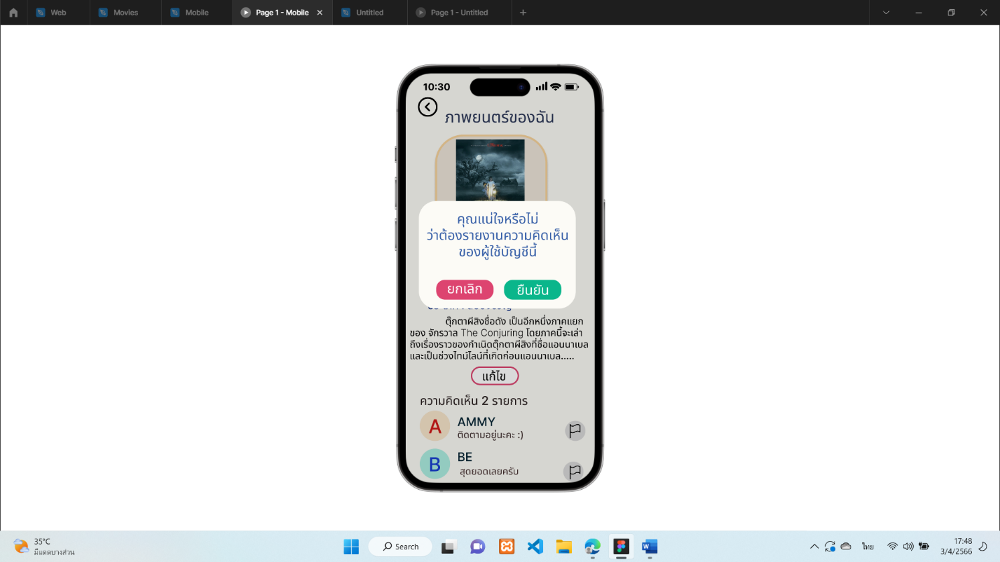 Web
Movies
Mobile
Page 1 - Mobile
Untitled
Page 1 - Untitled
10:30
ภาพยนตร์ของฉัน
คุณแน่ใจหรือไม่
ว่าต้องรายงานความคิดเห็น
ของผู้ใช้บัญชีนี้
ยกเลิก
ยืนยัน
ตุ๊กตาผีสิงชื่อดัง เป็นอีกหนึ่งภาคแยก
ของ จักรวาล The Conjuring โดยภาคนี้จะเล่า
ถึงเรื่องราวของกำเนิดตุ๊กตาผีสิงที่ชื่อแอนนาเบล
และเป็นช่วงไทม์ไลน์ที่เกิดก่อนแอนนาเบล.....
แก้ไข
ความคิดเห็น 2 รายการ
A
AMMY
ติดตามอยู่นะคะ :)
B
BE
สุดยอดเลยครับ
35°C
มีแดดบางส่วน
Search
ไทย
17:48
3/4/2566